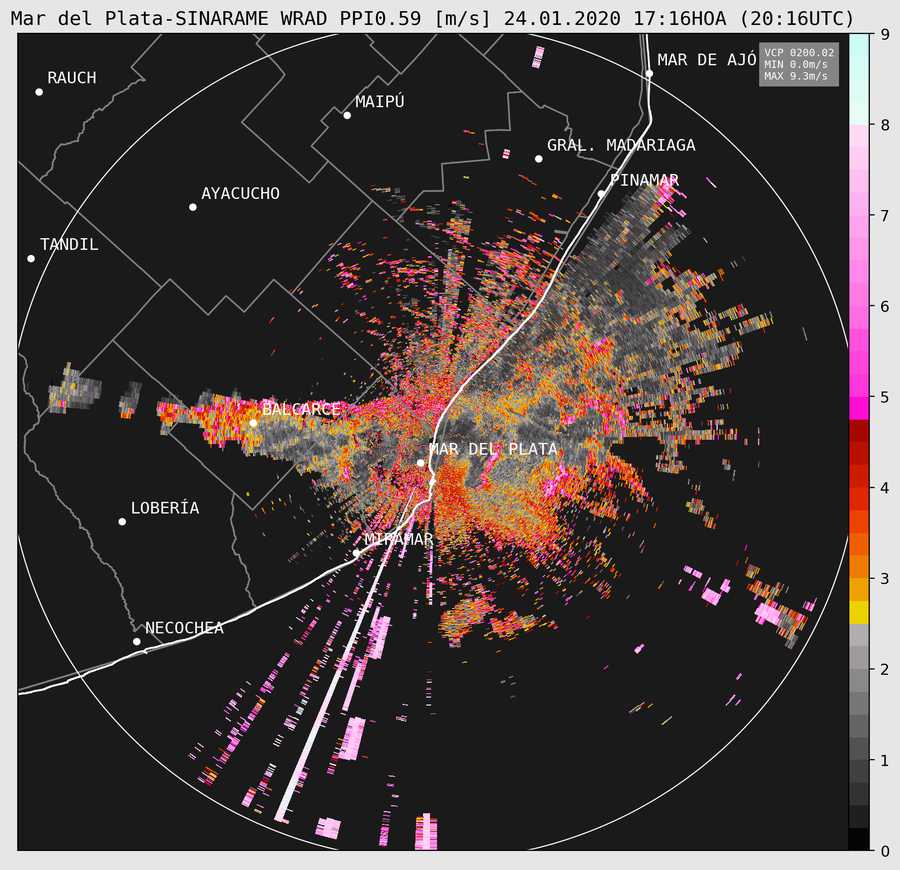 Mar del Plata-SINARAME WRAD PPI0.59 [m/s] 24.01.2020 17:16HOA (20:16UTC)
VCP 0200.02
MIN 0.0m/s
MAX 9.3m/s
MAR DE AJÓ
RAUCH
MAIPÚ
GRAL. MADARIAGA
PINAMAR
AYACUCHO
TANDIL
BALCARCE
MAR DEL PLATA
LOBERÍA
MIRAMAR
NECOCHEA
9
8
7
6
5
4
3
2
1
0